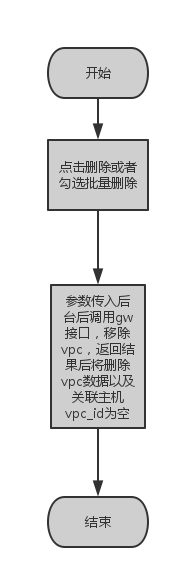 开始
点击删除或者
勾选批量删除
参数传入后
台后调用gw
接口，移除
vpc，返回结
果后将删除
vpc数据以及
关联主机
vpc_id为空
结束